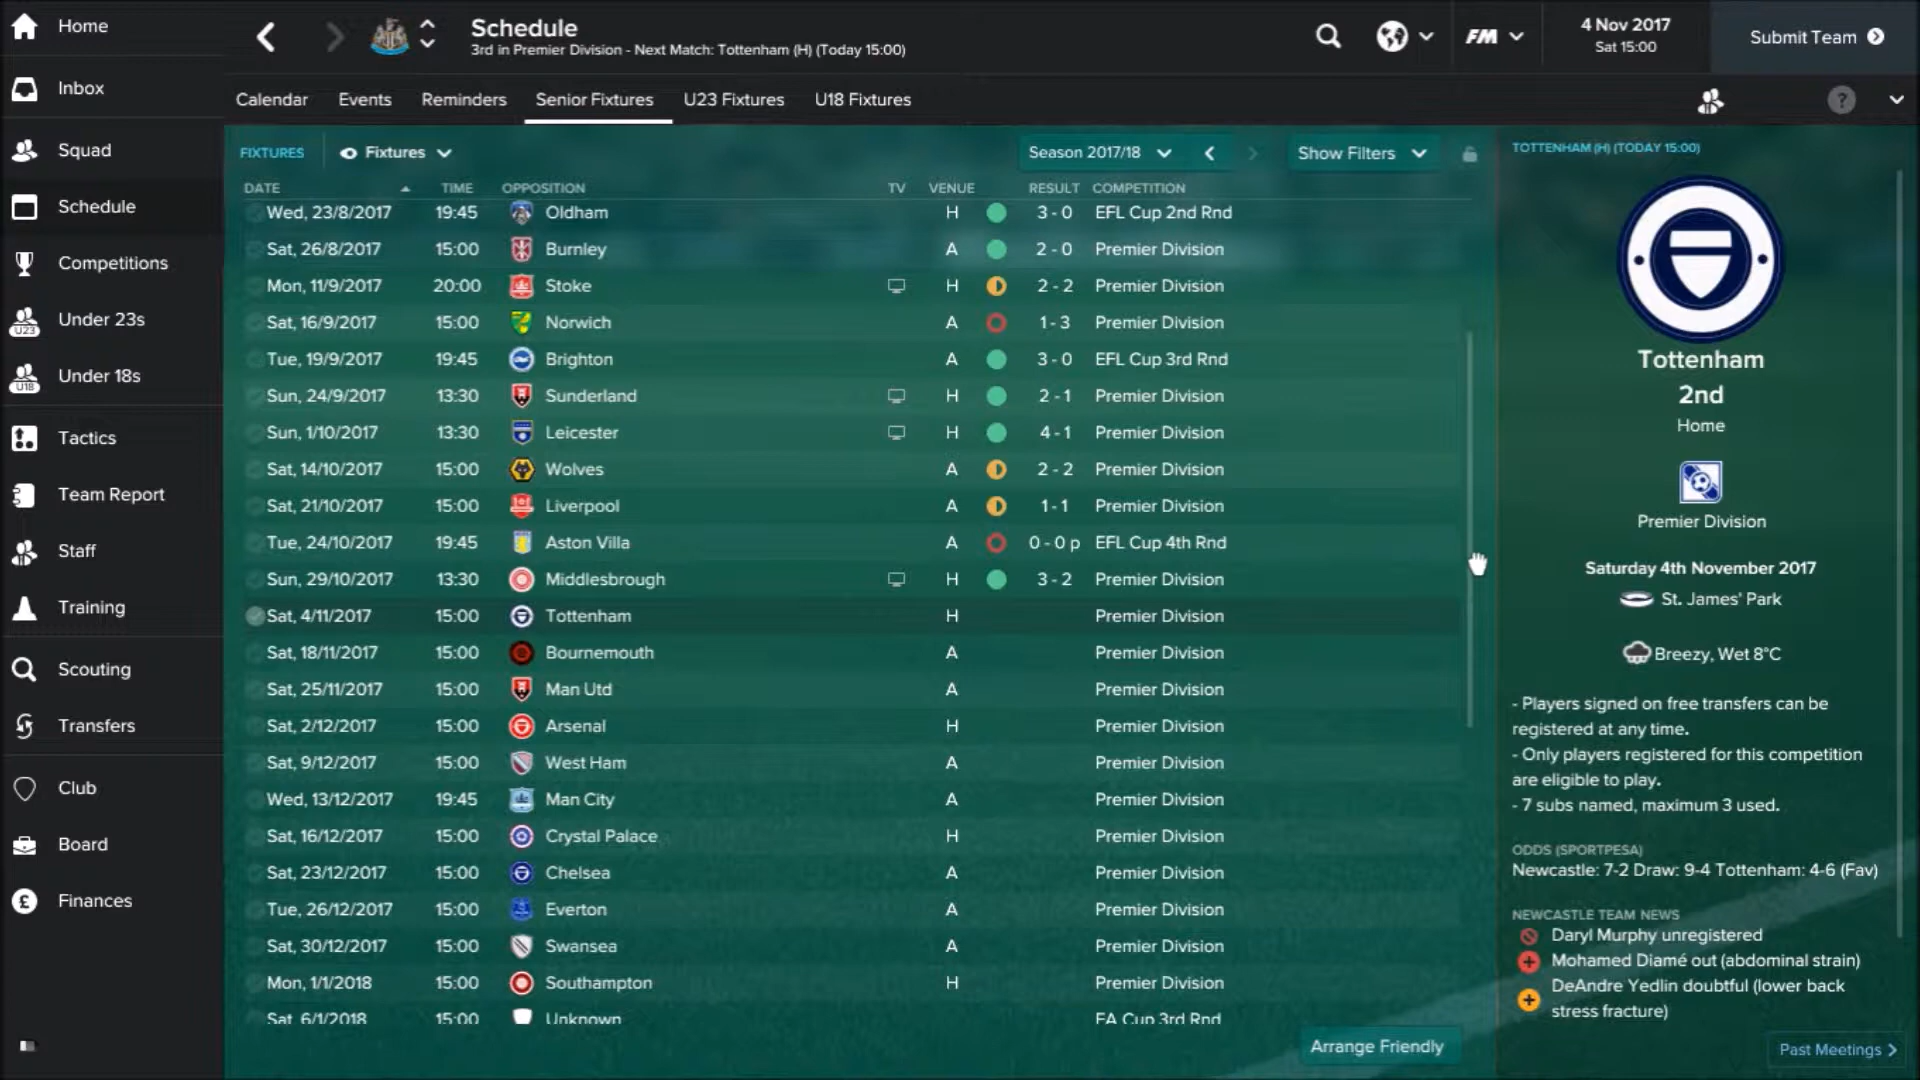 Home
Inbox
Squad
Schedule
Competitions
U23
Under 23s
U18
Under 18s
Tactics
Team Report
Staff
Training
Scouting
Transfers
Club
Board
£ Finances
Schedule
3rd in Premier Division - Next Match: Tottenham (H) (Today 15:00)
FM
4 Nov 2017
Sat 15:00
Submit Team
Calendar Events Reminders Senior Fixtures U23 Fixtures U18 Fixtures
?
FIXTURES Fixtures Season 2017/18 Show Filters
DATE TIME OPPOSITION TV VENUE RESULT COMPETITION
Wed, 23/8/2017 19:45 Oldham H 3 - 0 EFL Cup 2nd Rnd
Sat, 26/8/2017 15:00 Burnley A 2 - 0 Premier Division
Mon, 11/9/2017 20:00 Stoke H 2 - 2 Premier Division
Sat, 16/9/2017 15:00 Norwich A 1 - 3 Premier Division
Tue, 19/9/2017 19:45 Brighton A 3 - 0 EFL Cup 3rd Rnd
Sun, 24/9/2017 13:30 Sunderland H 2 - 1 Premier Division
Sun, 1/10/2017 13:30 Leicester H 4 - 1 Premier Division
Sat, 14/10/2017 15:00 Wolves A 2 - 2 Premier Division
Sat, 21/10/2017 15:00 Liverpool A 1 - 1 Premier Division
Tue, 24/10/2017 19:45 Aston Villa A 0 - 0 p EFL Cup 4th Rnd
Sun, 29/10/2017 13:30 Middlesbrough H 3 - 2 Premier Division
Sat, 4/11/2017 15:00 Tottenham H Premier Division
Sat, 18/11/2017 15:00 Bournemouth A Premier Division
Sat, 25/11/2017 15:00 Man Utd A Premier Division
Sat, 2/12/2017 15:00 Arsenal H Premier Division
Sat, 9/12/2017 15:00 West Ham A Premier Division
Wed, 13/12/2017 19:45 Man City A Premier Division
Sat, 16/12/2017 15:00 Crystal Palace H Premier Division
Sat, 23/12/2017 15:00 Chelsea A Premier Division
Tue, 26/12/2017 15:00 Everton A Premier Division
Sat, 30/12/2017 15:00 Swansea A Premier Division
Mon, 1/1/2018 15:00 Southampton H Premier Division
Sat, 6/1/2018 15:00 Unknown FA Cup 3rd Rnd
Arrange Friendly
TOTTENHAM (H) (TODAY 15:00)
Tottenham
2nd
Home
Premier Division
Saturday 4th November 2017
St. James' Park
Breezy, Wet 8°C
- Players signed on free transfers can be
registered at any time.
- Only players registered for this competition
are eligible to play.
- 7 subs named, maximum 3 used.
ODDS (SPORTPESA)
Newcastle: 7-2 Draw: 9-4 Tottenham: 4-6 (Fav)
NEWCASTLE TEAM NEWS
Daryl Murphy unregistered
Mohamed Diamé out (abdominal strain)
DeAndre Yedlin doubtful (lower back
stress fracture)
Past Meetings